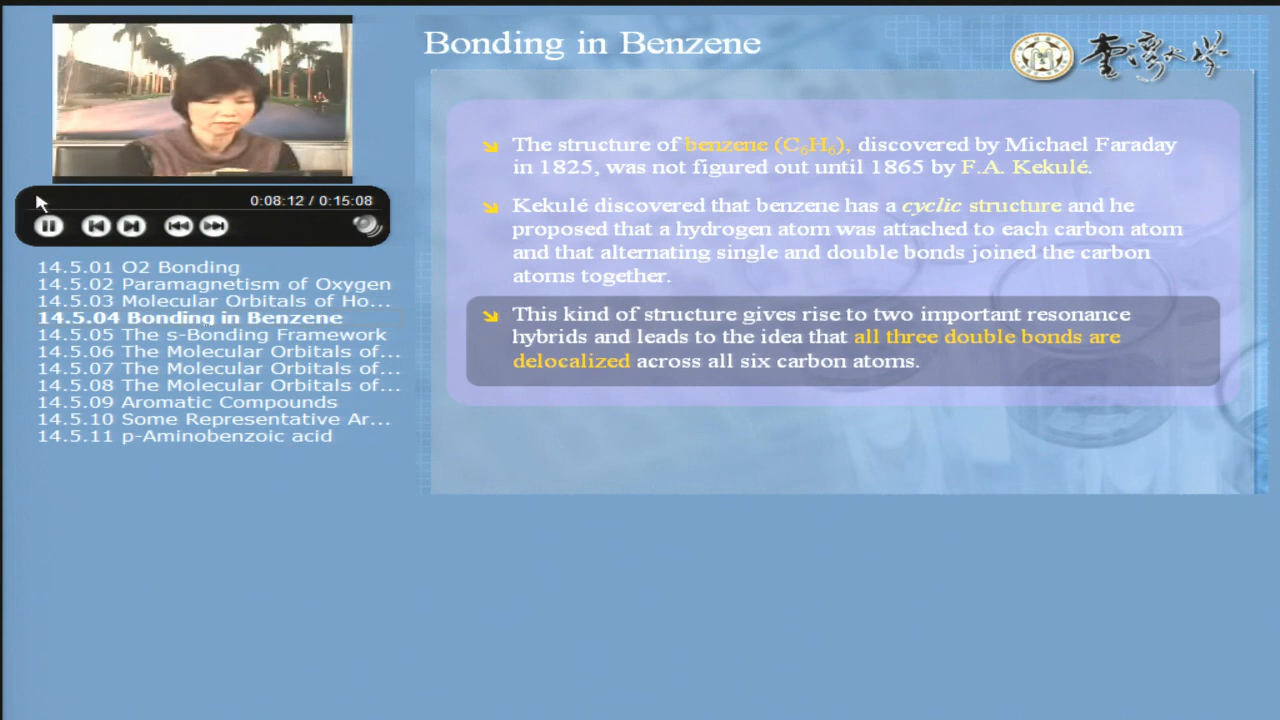 Bonding in Benzene
臺灣大學
The structure of benzene (C₆H₆), discovered by Michael Faraday
in 1825, was not figured out until 1865 by F.A. Kekulé.
Kekulé discovered that benzene has a cyclic structure and he
proposed that a hydrogen atom was attached to each carbon atom
and that alternating single and double bonds joined the carbon
atoms together.
This kind of structure gives rise to two important resonance
hybrids and leads to the idea that all three double bonds are
delocalized across all six carbon atoms.
0:08:12 / 0:15:08
14.5.01 O2 Bonding
14.5.02 Paramagnetism of Oxygen
14.5.03 Molecular Orbitals of Ho...
14.5.04 Bonding in Benzene
14.5.05 The s-Bonding Framework
14.5.06 The Molecular Orbitals of...
14.5.07 The Molecular Orbitals of...
14.5.08 The Molecular Orbitals of...
14.5.09 Aromatic Compounds
14.5.10 Some Representative Ar...
14.5.11 p-Aminobenzoic acid